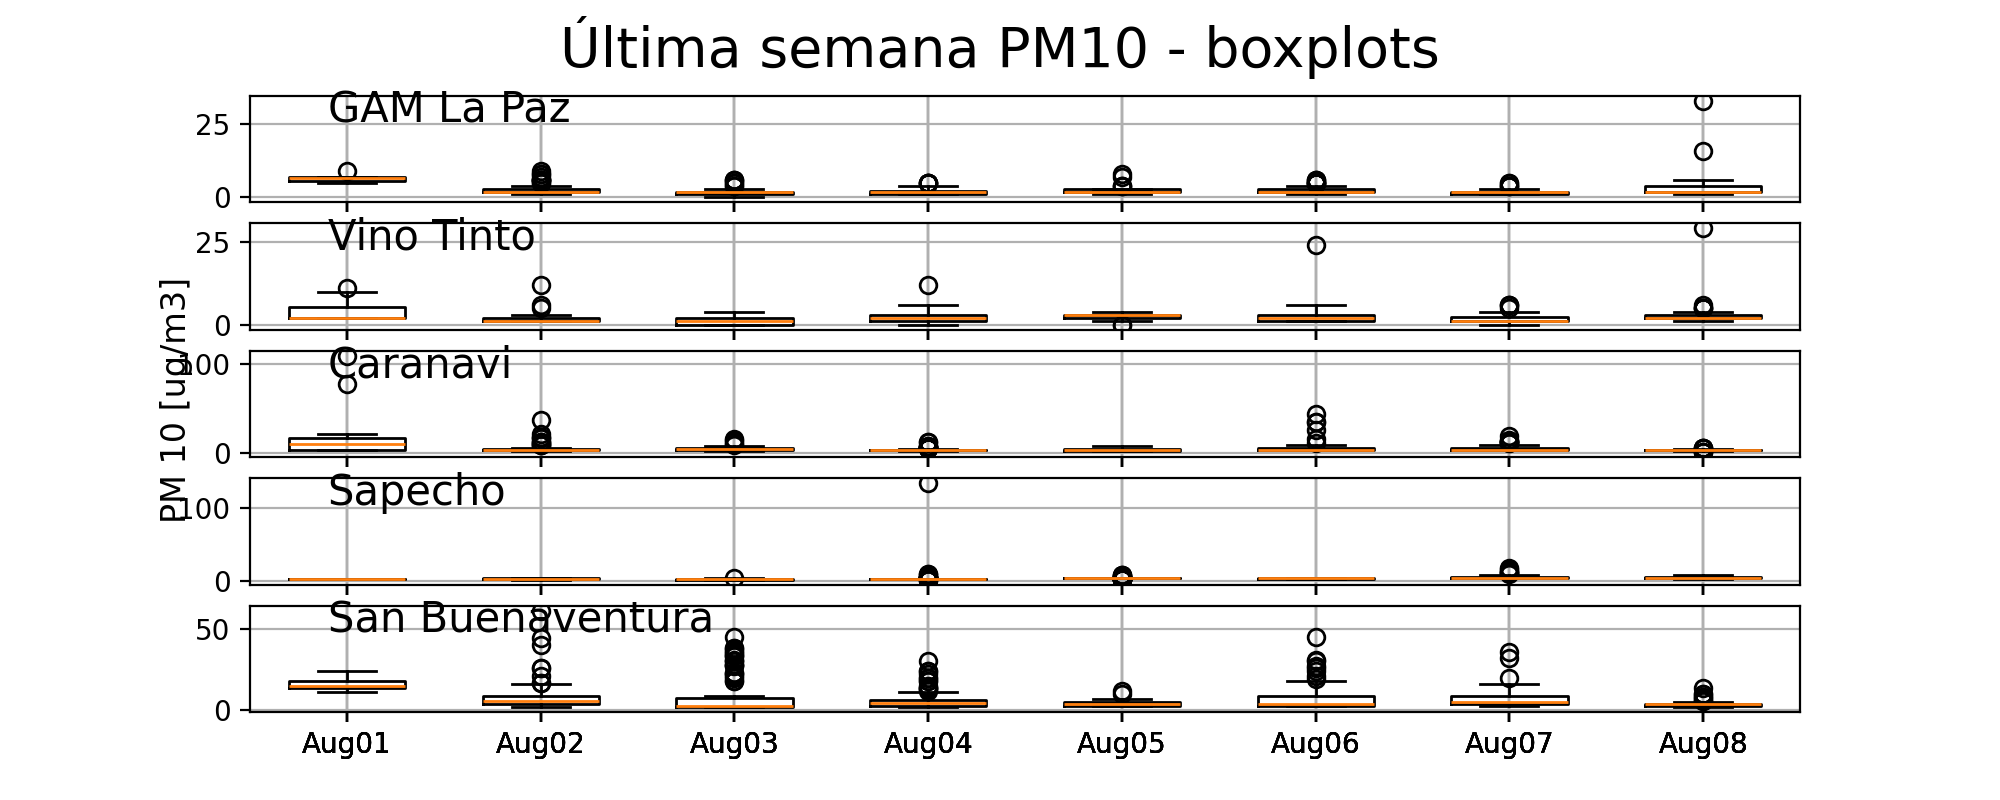 Última semana PM10 - boxplots
GAM La Paz
25
0
Vino Tinto
25
0
PM 10 [ug/m3]
Caranavi
100
0
Sapecho
100
0
San Buenaventura
50
0
Aug01 Aug02 Aug03 Aug04 Aug05 Aug06 Aug07 Aug08